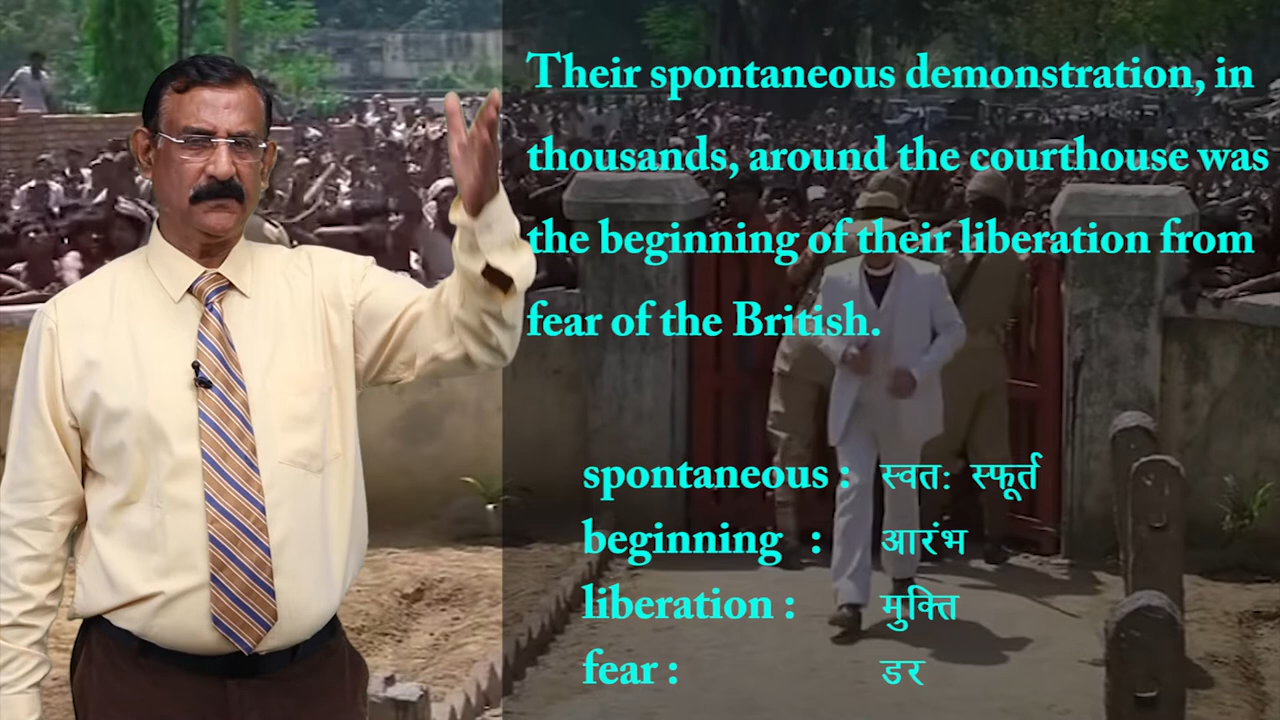 Their spontaneous demonstration, in
thousands, around the courthouse was
the beginning of their liberation from
fear of the British.
spontaneous : स्वतः स्फूर्त
beginning : आरंभ
liberation : मुक्ति
fear : डर